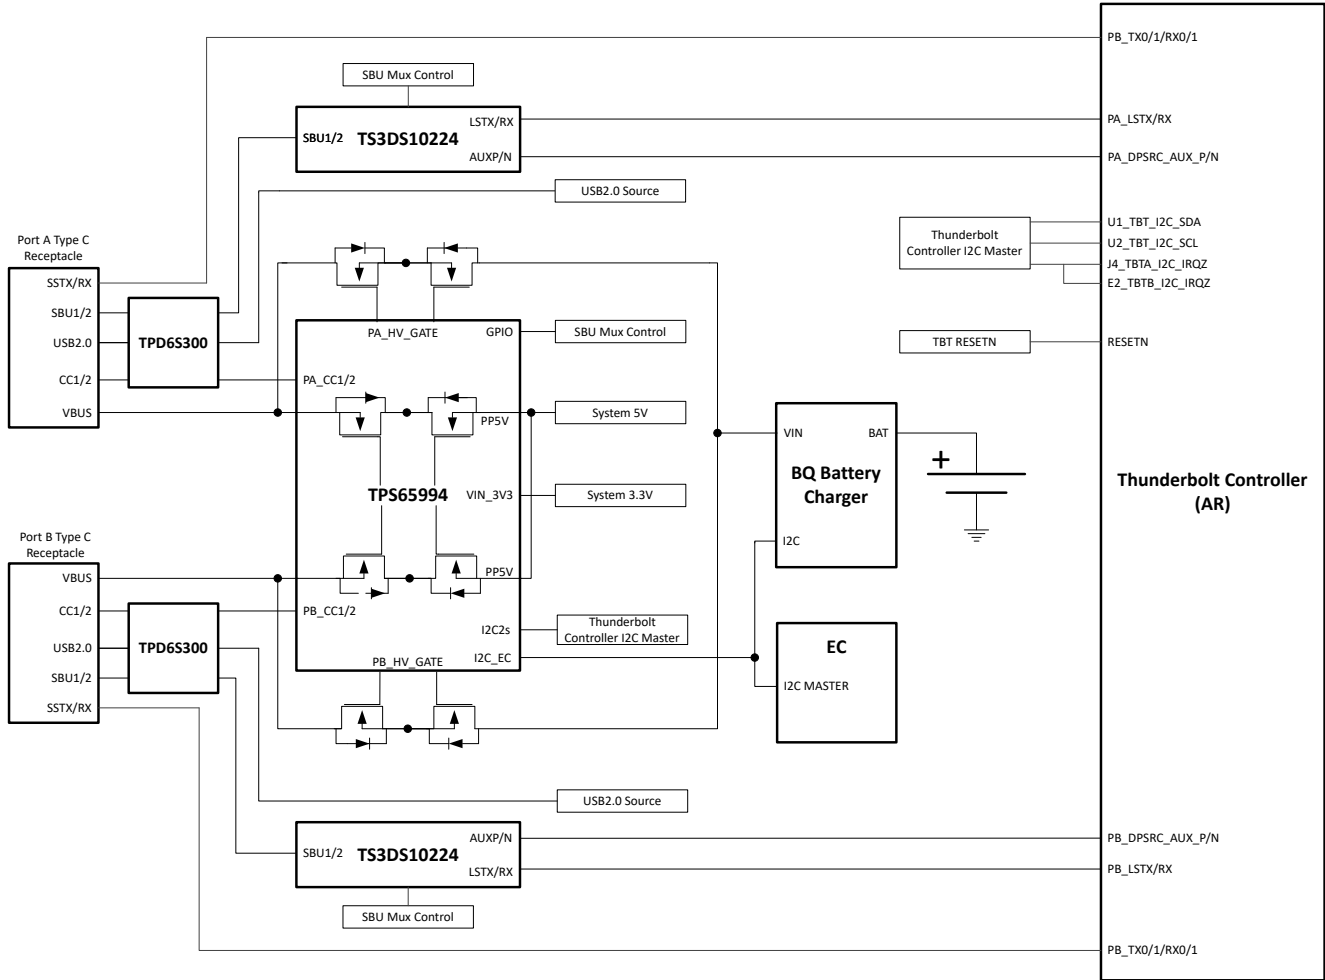 PB_TX0/1/RX0/1
SBU Mux Control
SBU1/2
TS3DS10224
LSTX/RX
AUXP/N
PA_LSTX/RX
PA_DPSRC_AUX_P/N
USB2.0 Source
Port A Type C
Receptacle
SSTX/RX
SBU1/2
USB2.0
CC1/2
VBUS
TPD6S300
Thunderbolt
Controller I2C Master
U1_TBT_I2C_SDA
U2_TBT_I2C_SCL
J4_TBTA_I2C_IRQZ
E2_TBTB_I2C_IRQZ
PA_HV_GATE
GPIO
SBU Mux Control
TBT RESETN
RESETN
PA_CC1/2
PP5V
System 5V
TPS65994
VIN_3V3
System 3.3V
VIN
BAT
BQ Battery
Charger
I2C
+
Thunderbolt Controller
(AR)
Port B Type C
Receptacle
VBUS
CC1/2
USB2.0
SBU1/2
SSTX/RX
TPD6S300
PP5V
PB_CC1/2
I2C2s
Thunderbolt
Controller I2C Master
PB_HV_GATE
I2C_EC
EC
I2C MASTER
USB2.0 Source
SBU1/2
TS3DS10224
AUXP/N
LSTX/RX
PB_DPSRC_AUX_P/N
PB_LSTX/RX
SBU Mux Control
PB_TX0/1/RX0/1